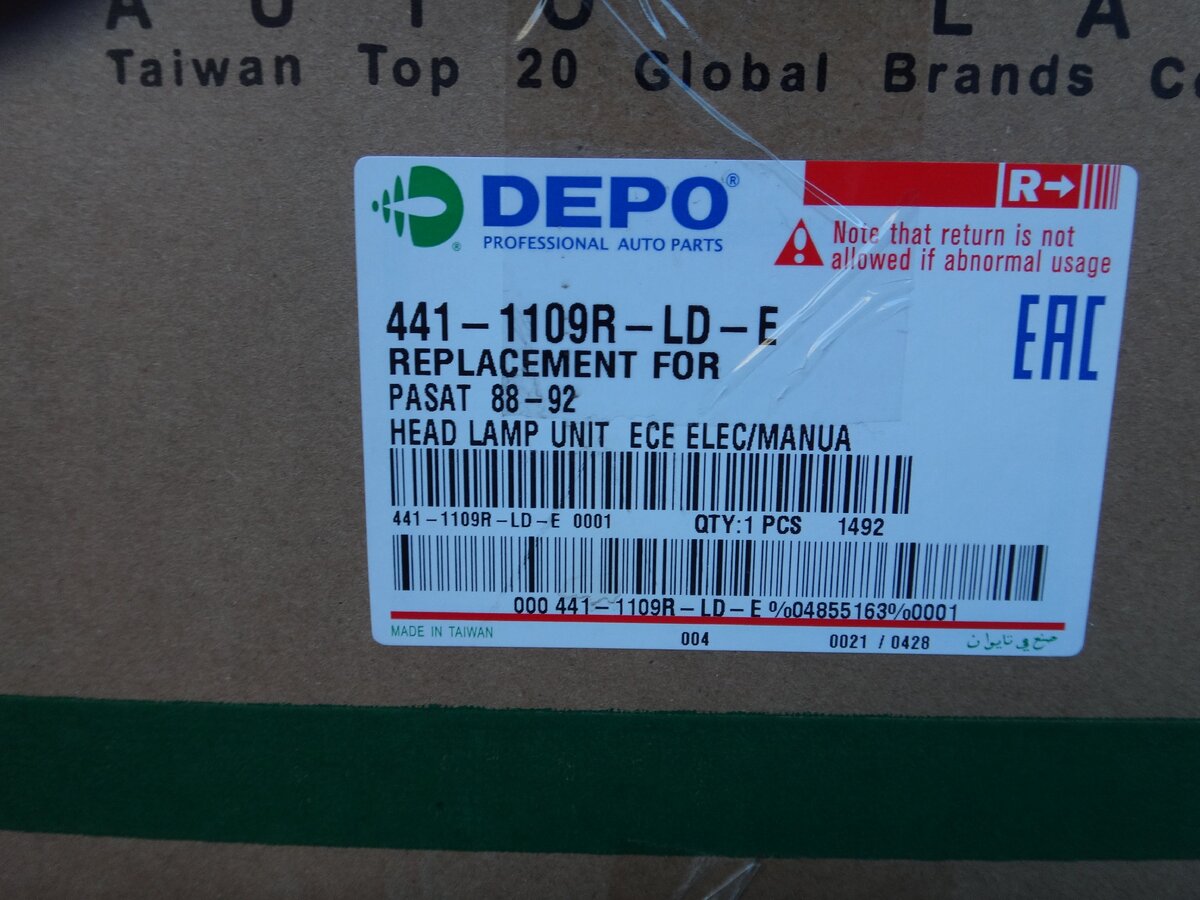 AUTO LA
Taiwan Top 20 Global Brands
DEPO®
PROFESSIONAL AUTO PARTS
®
R→
Note that return is not
allowed if abnormal usage
441-1109R-LD-E
REPLACEMENT FOR
PASAT 88-92
EAC
HEAD LAMP UNIT ECE ELEC/MANUA
441-1109R-LD-E 0001 QTY:1 PCS 1492
000 441-1109R-LD-E %04855163%0001
MADE IN TAIWAN 004 0021 / 0428 صنع في تايوان